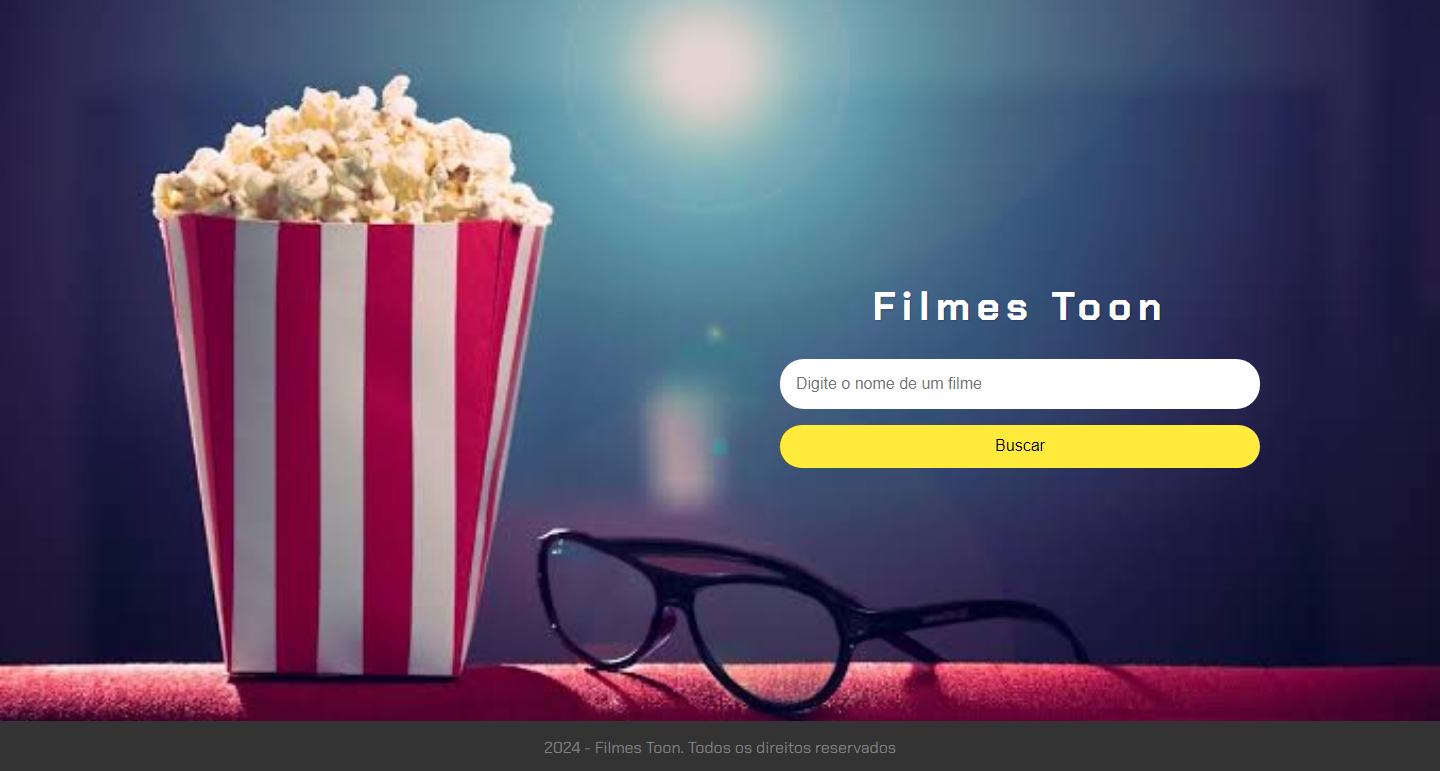 Filmes Toon
Digite o nome de um filme
Buscar
2024 - Filmes Toon. Todos os direitos reservados